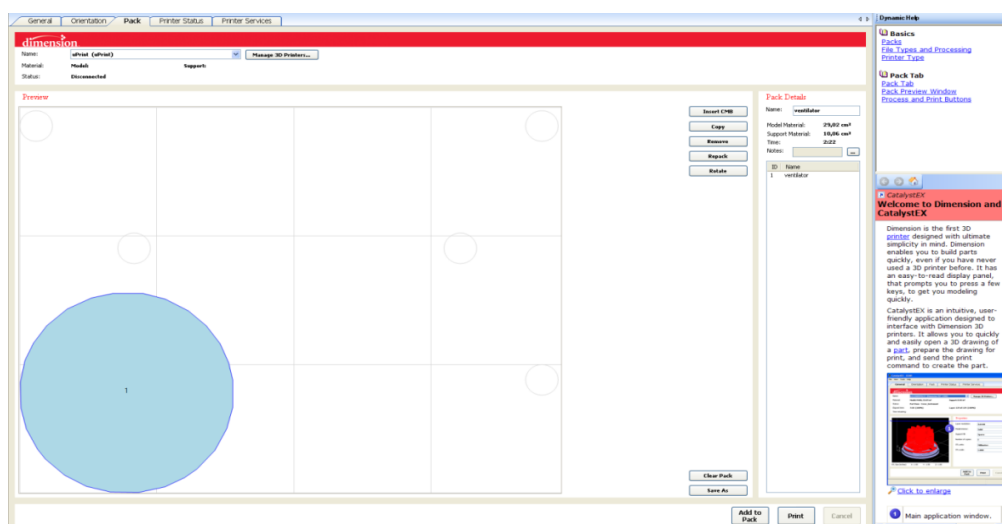 General Orientation Pack Printer Status Printer Services
dimension
Name: uPrint (uPrint) Manage 3D Printers...
Material: Model: Support:
Status: Disconnected
Preview
1
Insert CMB
Copy
Remove
Repack
Rotate
Clear Pack
Save As
Pack Details
Name: ventilator
Model Material: 29,02 cm³
Support Material: 18,06 cm³
Time: 2:22
Notes: ...
ID Name
1 ventilator
Add to
Pack
Print
Cancel
Dynamic Help
Basics
Packs
File Types and Processing
Printer Type
Pack Tab
Pack Tab
Pack Preview Window
Process and Print Buttons
CatalystEX
Welcome to Dimension and
CatalystEX
Dimension is the first 3D
printer designed with ultimate
simplicity in mind. Dimension
enables you to build parts
quickly, even if you have never
used a 3D printer before. It has
an easy-to-read display panel,
that prompts you to press a few
keys, to get you modeling
quickly.
CatalystEX is an intuitive, user-
friendly application designed to
interface with Dimension 3D
printers. It allows you to quickly
and easily open a 3D drawing of
a part, prepare the drawing for
print, and send the print
command to create the part.
Click to enlarge
1 Main application window.